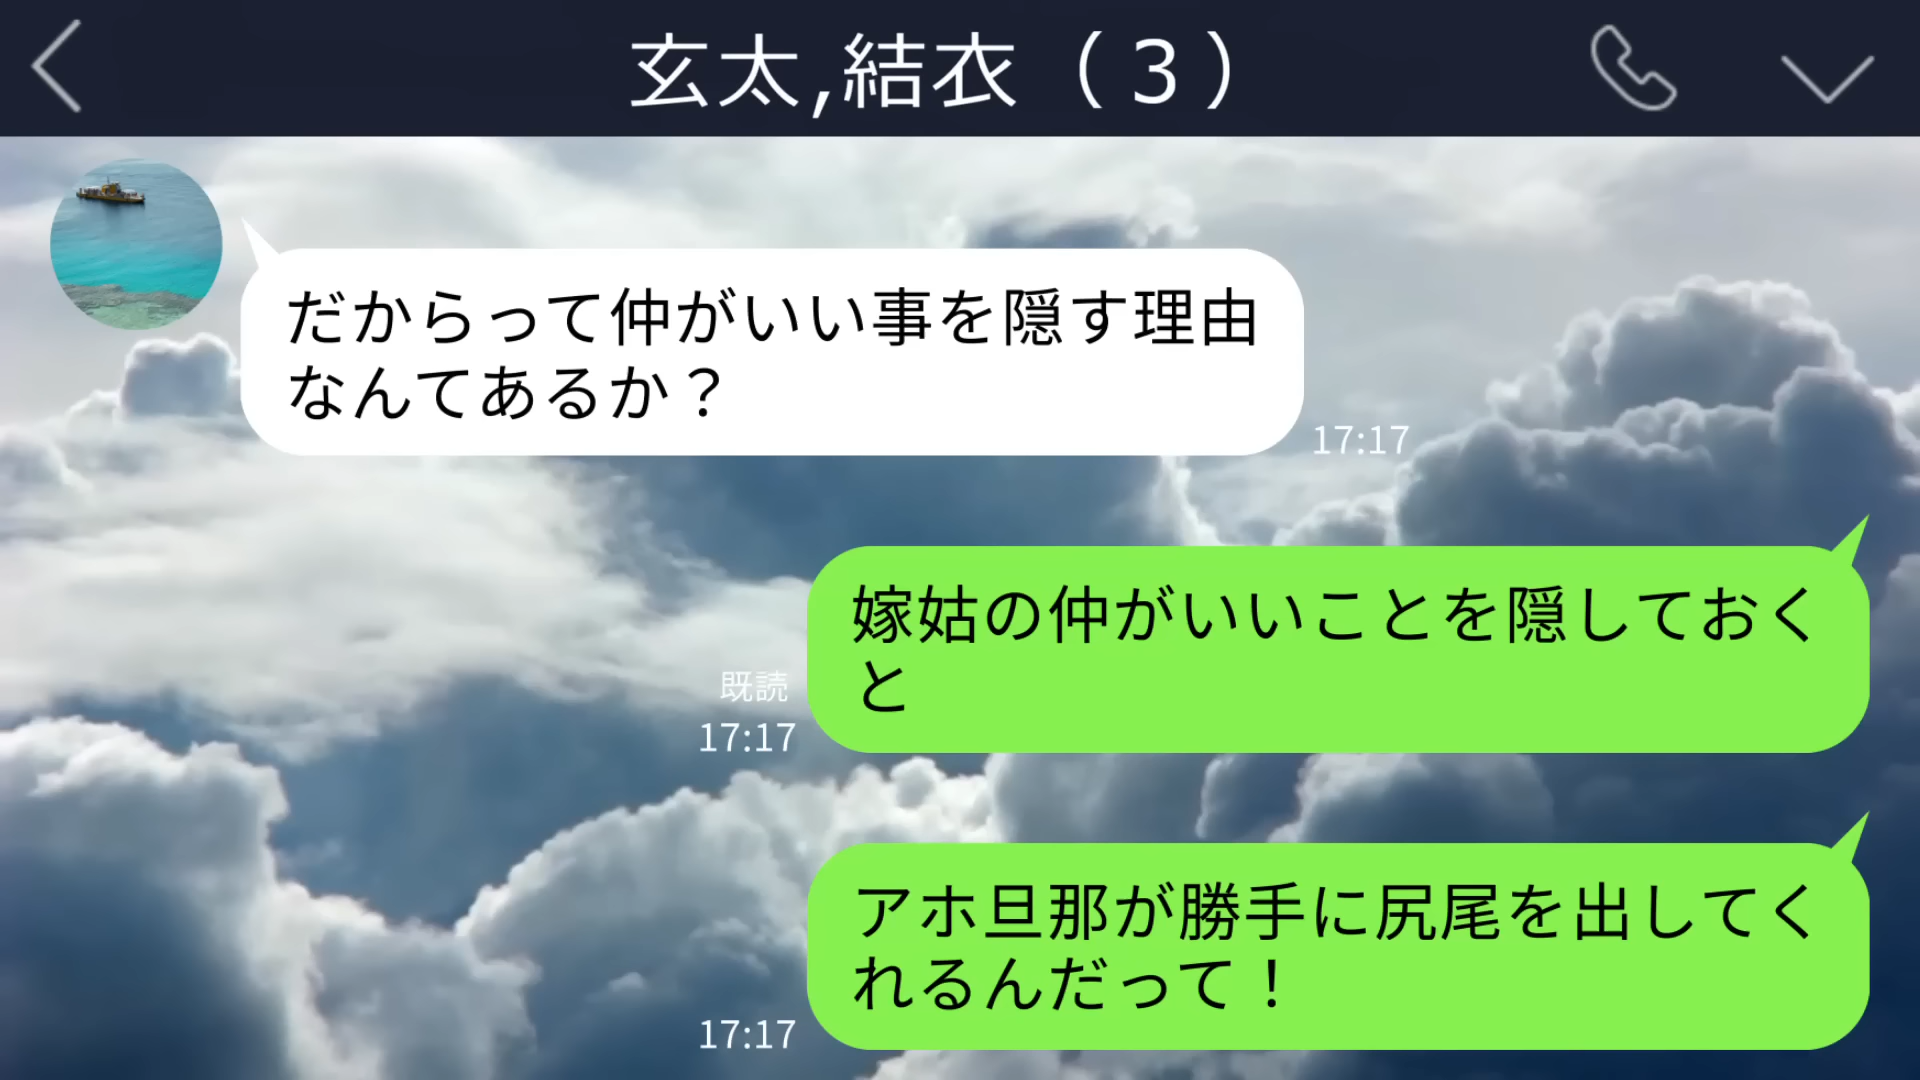 玄太,結衣（３）
だからって仲がいい事を隠す理由
なんてあるか？
17:17
嫁姑の仲がいいことを隠しておく
と
既読
17:17
アホ旦那が勝手に尻尾を出してく
れるんだって！
17:17